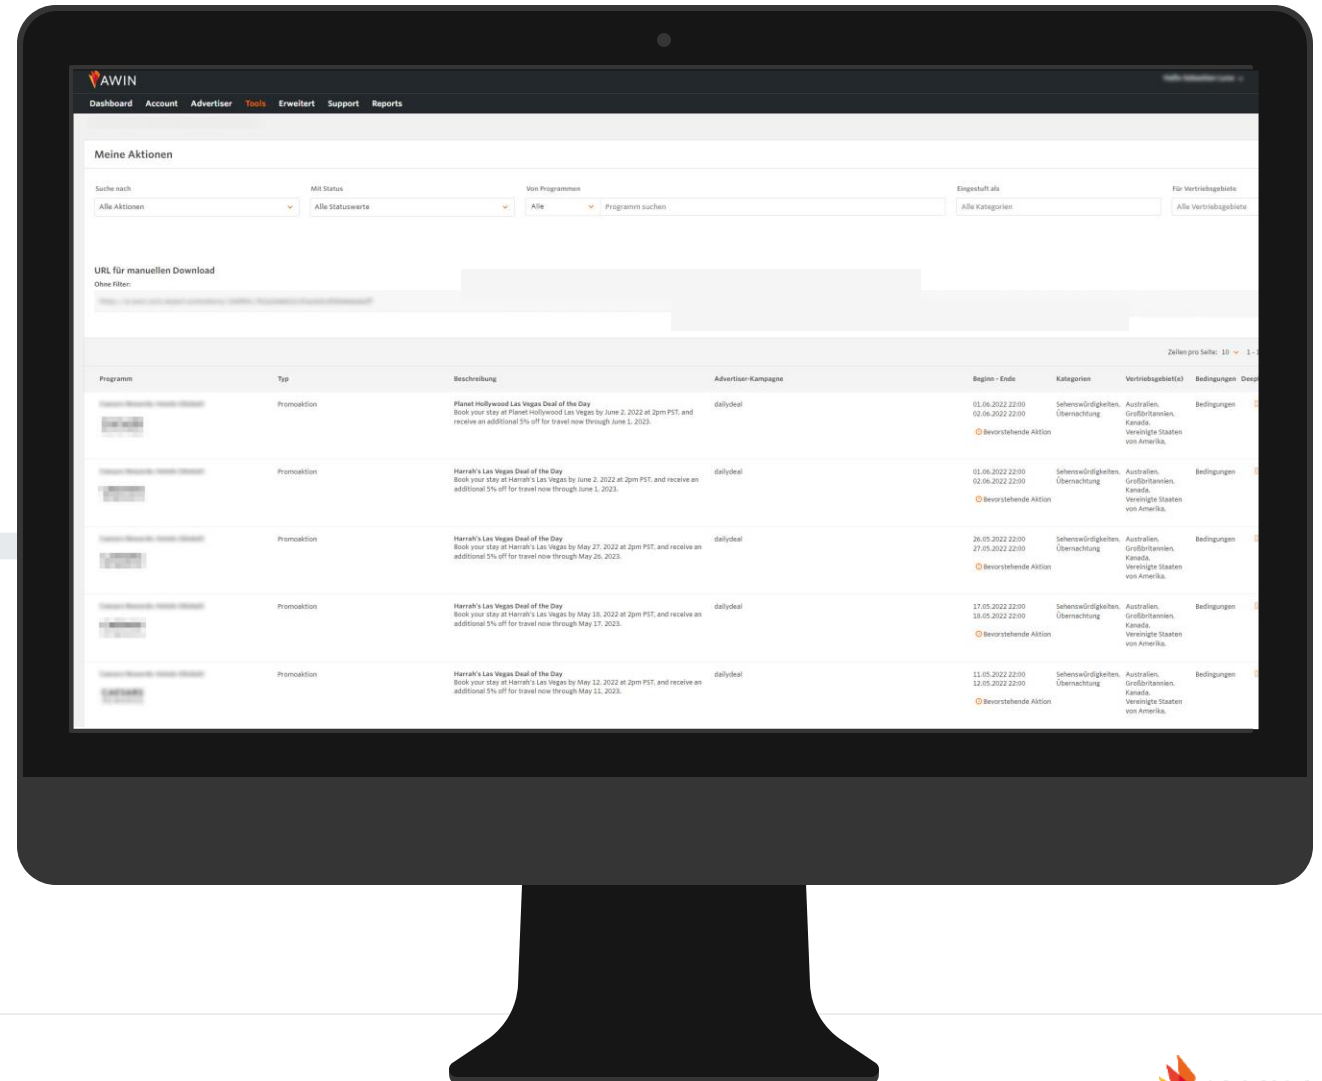 AWIN
Dashboard Account Advertiser Tools Erweitert Support Reports
Meine Aktionen
Suche nach Mit Status Von Programmen Eingestuft als Für Vertriebsgebiete
Alle Aktionen Alle Statuswerte Alle Programm suchen Alle Kategorien Alle Vertriebsgebiete
URL für manuellen Download
Ohne Filter:
Zeilen pro Seite: 10 1 -
Programm Typ Beschreibung Advertiser-Kampagne Beginn - Ende Kategorien Vertriebsgebiet(e) Bedingungen Deepl
Promoaktion Planet Hollywood Las Vegas Deal of the Day dailydeal 01.06.2022 22:00 Sehenswürdigkeiten, Australien, Bedingungen
Book your stay at Planet Hollywood Las Vegas by June 2, 2022 at 2pm PST, and 02.06.2022 22:00 Übernachtung Großbritannien,
receive an additional 5% off for travel now through June 1, 2023. Kanada,
Bevorstehende Aktion Vereinigte Staaten
von Amerika,
Promoaktion Harrah's Las Vegas Deal of the Day dailydeal 01.06.2022 22:00 Sehenswürdigkeiten, Australien, Bedingungen
Book your stay at Harrah's Las Vegas by June 2, 2022 at 2pm PST, and receive an 02.06.2022 22:00 Übernachtung Großbritannien,
additional 5% off for travel now through June 1, 2023. Kanada,
Bevorstehende Aktion Vereinigte Staaten
von Amerika,
Promoaktion Harrah's Las Vegas Deal of the Day dailydeal 26.05.2022 22:00 Sehenswürdigkeiten, Australien, Bedingungen
Book your stay at Harrah's Las Vegas by May 27, 2022 at 2pm PST, and receive an 27.05.2022 22:00 Übernachtung Großbritannien,
additional 5% off for travel now through May 26, 2023. Kanada,
Bevorstehende Aktion Vereinigte Staaten
von Amerika,
Promoaktion Harrah's Las Vegas Deal of the Day dailydeal 17.05.2022 22:00 Sehenswürdigkeiten, Australien, Bedingungen
Book your stay at Harrah's Las Vegas by May 18, 2022 at 2pm PST, and receive an 18.05.2022 22:00 Übernachtung Großbritannien,
additional 5% off for travel now through May 17, 2023. Kanada,
Bevorstehende Aktion Vereinigte Staaten
von Amerika,
Promoaktion Harrah's Las Vegas Deal of the Day dailydeal 11.05.2022 22:00 Sehenswürdigkeiten, Australien, Bedingungen
Book your stay at Harrah's Las Vegas by May 12, 2022 at 2pm PST, and receive an 12.05.2022 22:00 Übernachtung Großbritannien,
additional 5% off for travel now through May 11, 2023. Kanada,
Bevorstehende Aktion Vereinigte Staaten
von Amerika,